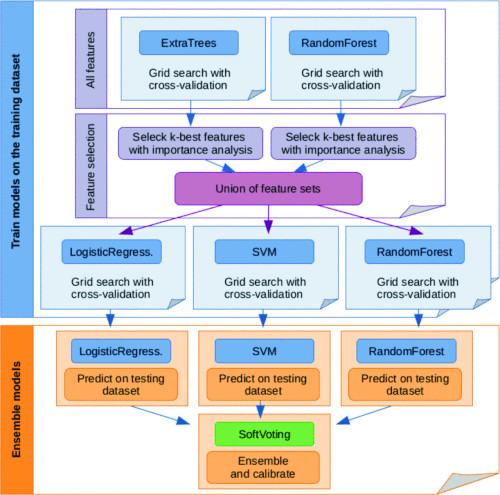 Train models on the training dataset
All features
ExtraTrees
Grid search with
cross-validation
RandomForest
Grid search with
cross-validation
Feature selection
Seleck k-best features
with importance analysis
Seleck k-best features
with importance analysis
Union of feature sets
LogisticRegress.
Grid search with
cross-validation
SVM
Grid search with
cross-validation
RandomForest
Grid search with
cross-validation
Ensemble models
LogisticRegress.
Predict on testing
dataset
SVM
Predict on testing
dataset
RandomForest
Predict on testing
dataset
SoftVoting
Ensemble
and calibrate